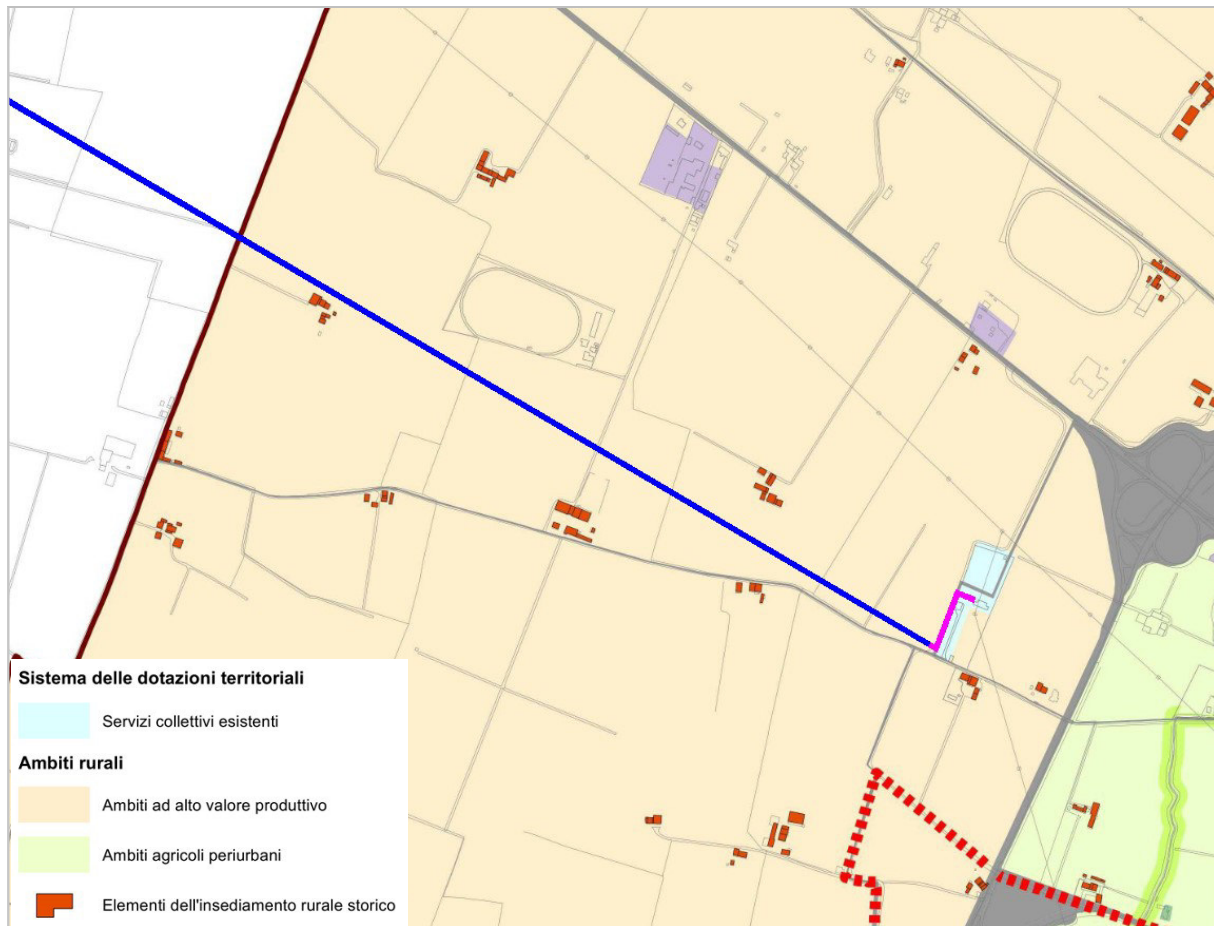 Sistema delle dotazioni territoriali
Servizi collettivi esistenti
Ambiti rurali
Ambiti ad alto valore produttivo
Ambiti agricoli periurbani
Elementi dell'insediamento rurale storico